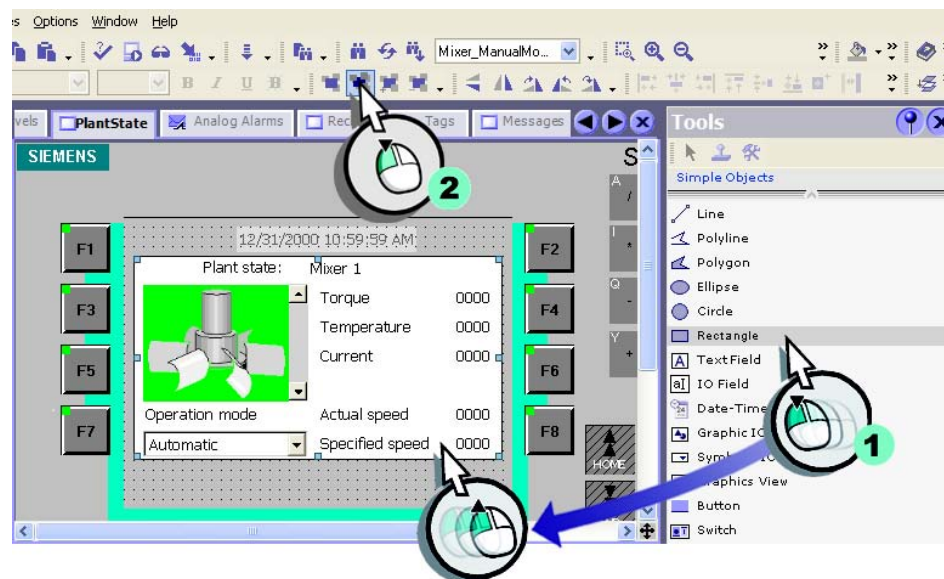 Options Window Help
Mixer_ManualMo...
B I U
PlantState Analog Alarms Tags Messages
Tools
SIEMENS
S
Simple Objects
A
/
Line
2
Polyline
12/31/2000 10:59:59 AM
F1
F2
*
Polygon
Plant state: Mixer 1
Ellipse
Q
Torque 0000
-
Circle
F3
F4
Temperature 0000
Rectangle
Y
+
Current 0000
A TextField
F5
F6
IO Field
Operation mode Actual speed 0000
F7
F8
1
Automatic Specified speed 0000
HOME
Button
Switch